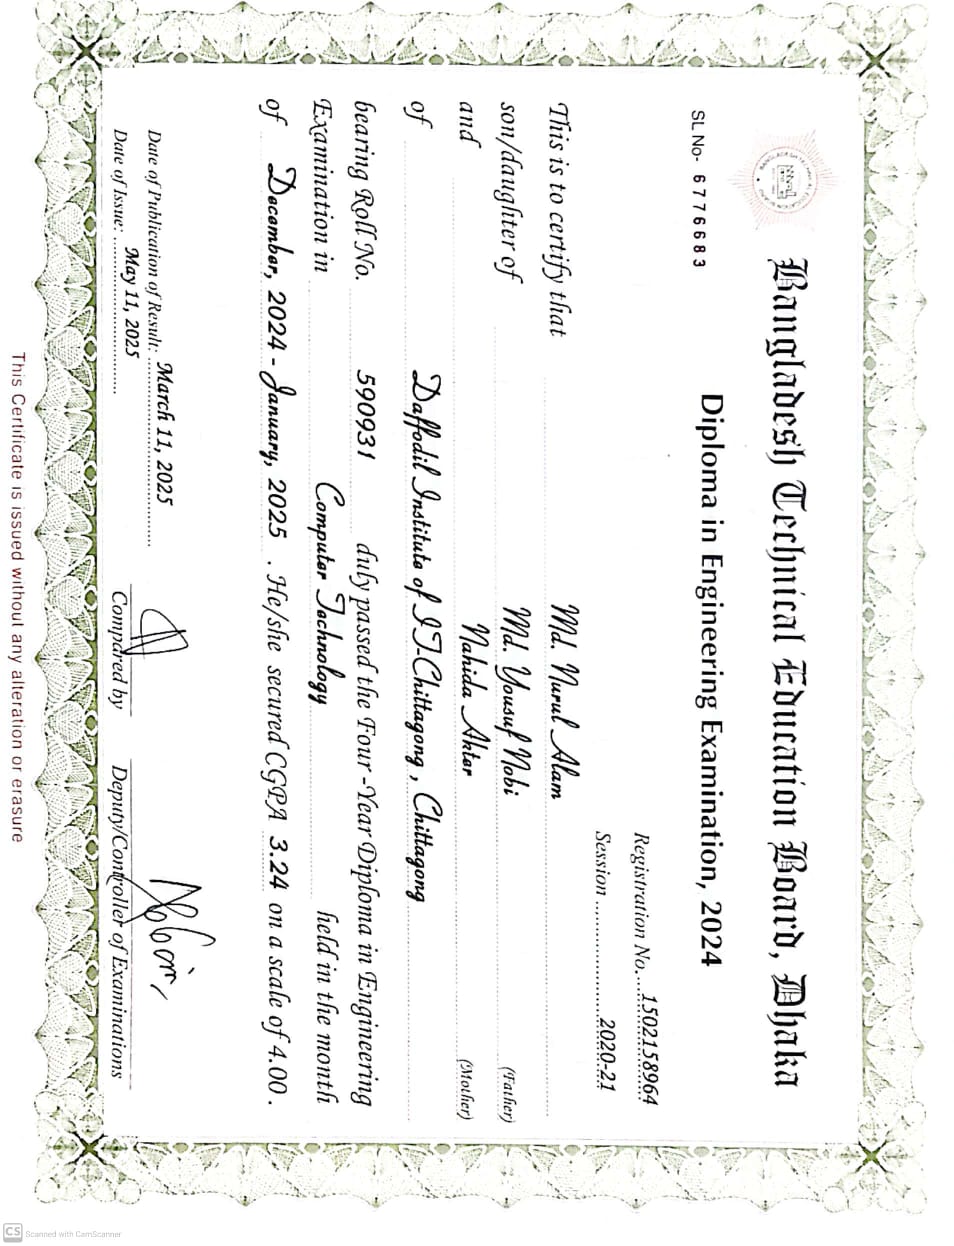 Bangladesh Technical Education Board, Dhaka
SL No- 6776683
Diploma in Engineering Examination, 2024
Registration No....1502158964
Session ......................2020-21
This is to certify that Md. Nurul Alam
son/daughter of Md. Yousuf Nobi (Father)
and Nahida Akter (Mother)
of Daffodil Institute of IT-Chittagong , Chittagong
bearing Roll No. 590931 duly passed the Four -Year Diploma in Engineering
Examination in Computer Technology held in the month
of December, 2024 - January, 2025 . He/she secured CGPA 3.24 on a scale of 4.00 .
Date of Publication of Result: March 11, 2025
Date of Issue: May 11, 2025
Compared by
Deputy/Controller of Examinations
This Certificate is issued without any alteration or erasure
CS Scanned with CamScanner